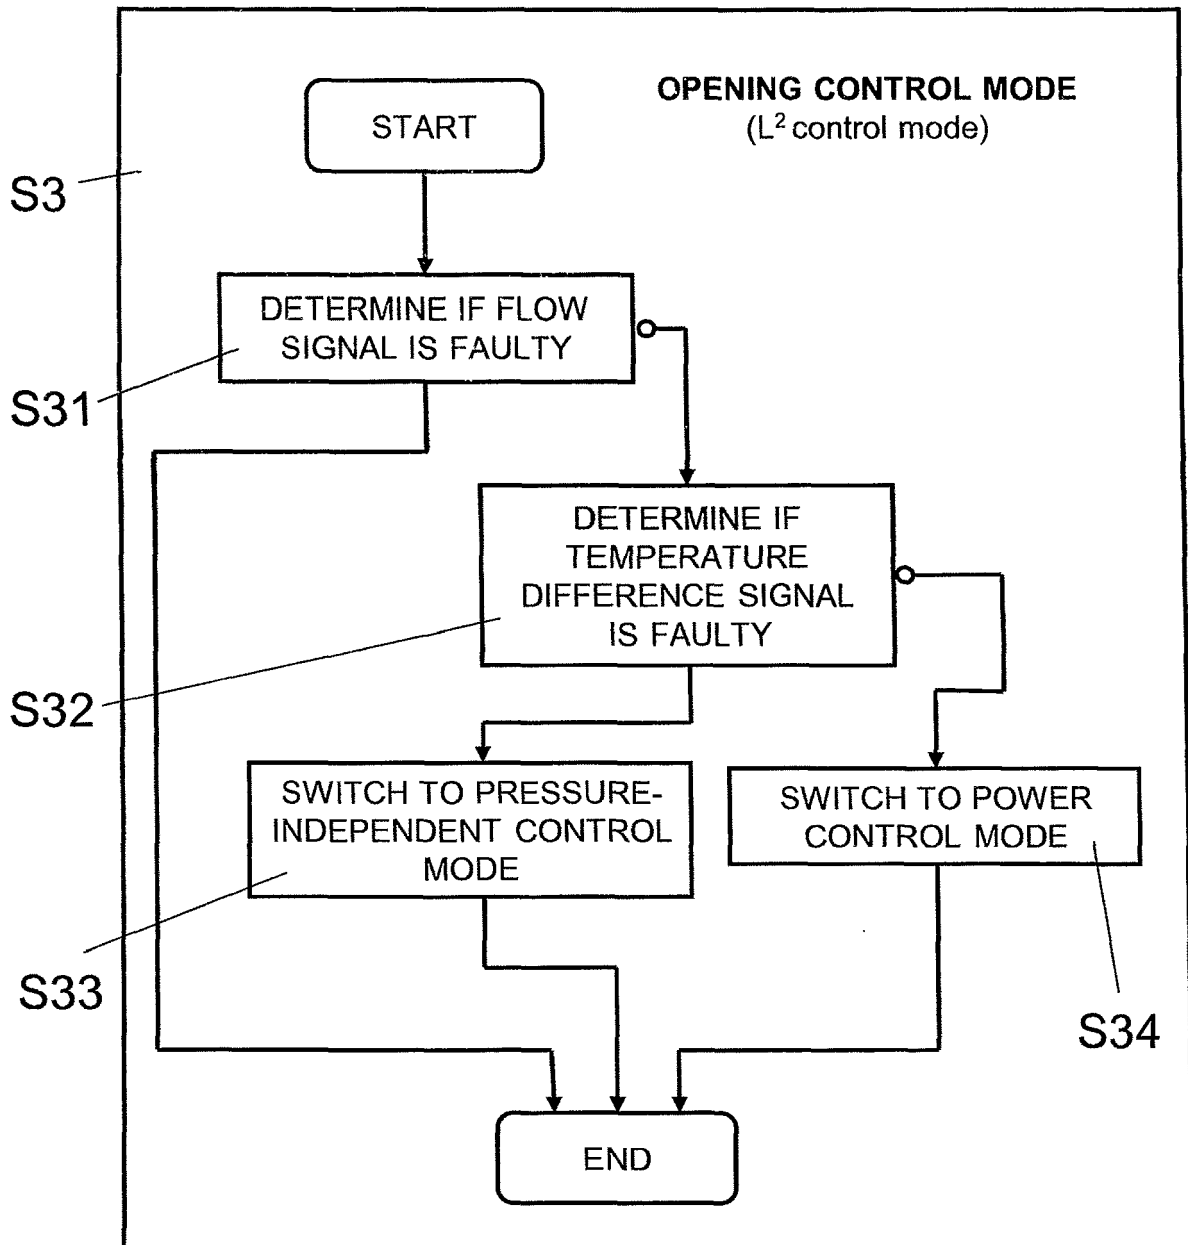 OPENING CONTROL MODE
(L² control mode)
START
S3
DETERMINE IF FLOW
SIGNAL IS FAULTY
S31
DETERMINE IF
TEMPERATURE
DIFFERENCE SIGNAL
IS FAULTY
S32
SWITCH TO PRESSURE-
INDEPENDENT CONTROL
MODE
SWITCH TO POWER
CONTROL MODE
S33
S34
END